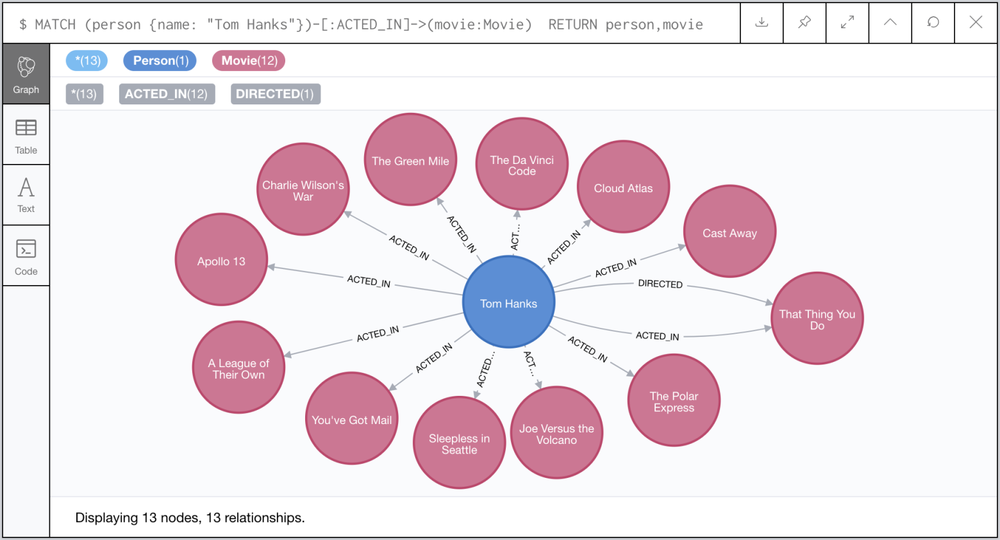 $ MATCH (person {name: "Tom Hanks"})-[:ACTED_IN]->(movie:Movie)  RETURN person,movie
Graph
Table
Text
Code
*(13)
Person(1)
Movie(12)
*(13)
ACTED_IN(12)
DIRECTED(1)
The Green Mile
The Da Vinci
Code
Charlie Wilson's
War
Cloud Atlas
Cast Away
Apollo 13
ACTED_IN
ACT...
ACTED_IN
ACTED_IN
ACTED_IN
ACTED_IN
DIRECTED
Tom Hanks
That Thing You
Do
ACTED_IN
ACTED_IN
ACTED_IN
ACTED_IN
ACTED...
ACT...
A League of
Their Own
The Polar
Express
You've Got Mail
Sleepless in
Seattle
Joe Versus the
Volcano
Displaying 13 nodes, 13 relationships.